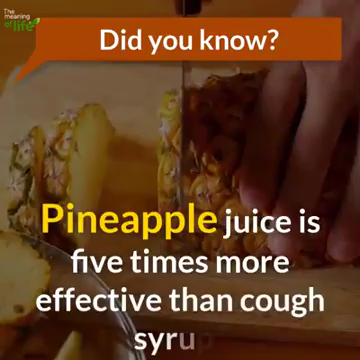 The
meaning
of life
Did you know?
Pineapple juice is
five times more
effective than cough
syru